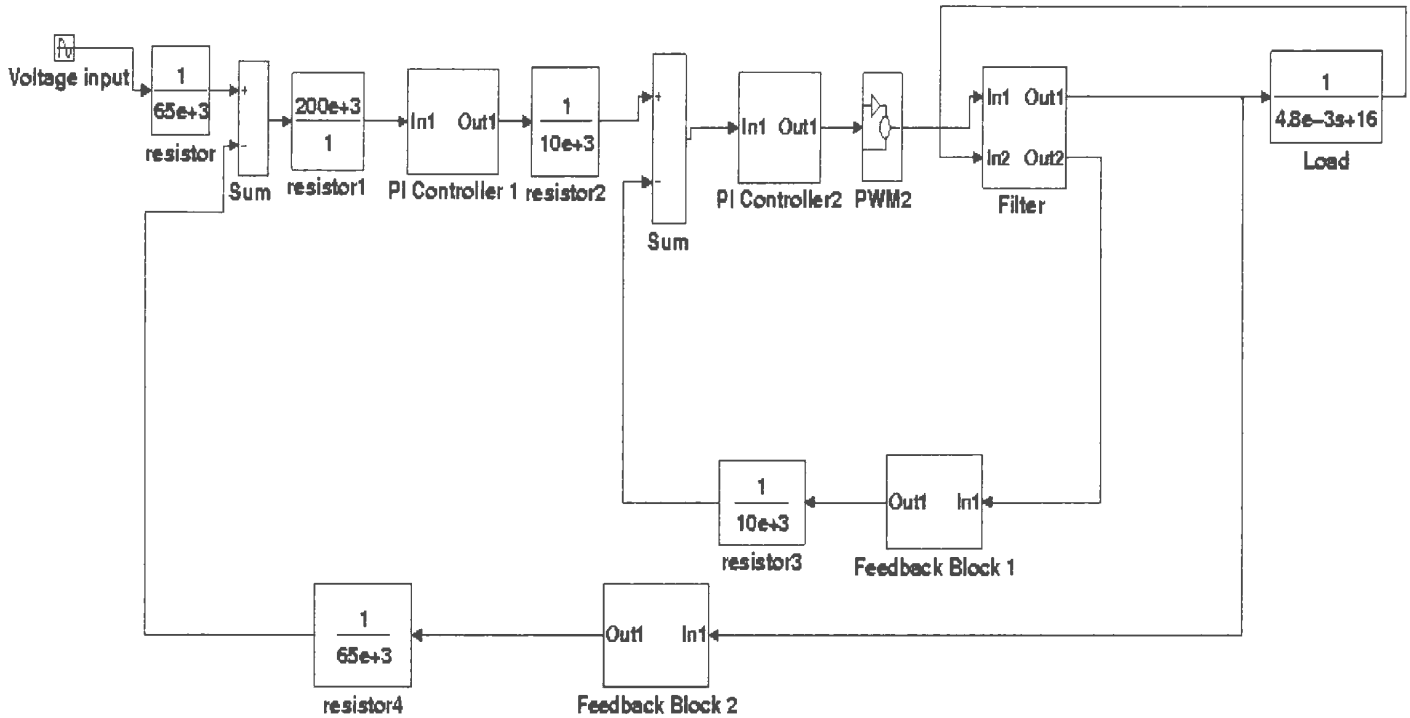 Voltage input
1
65e+3
resistor
+
-
Sum
200e+3
1
resistor1
In1 Out1
PI Controller 1
1
10e+3
resistor2
+
-
Sum
In1 Out1
PI Controller2
PWM2
In1 Out1
In2 Out2
Filter
1
4.8e-3s+16
Load
1
10e+3
resistor3
Out1 In1
Feedback Block 1
1
65e+3
resistor4
Out1 In1
Feedback Block 2